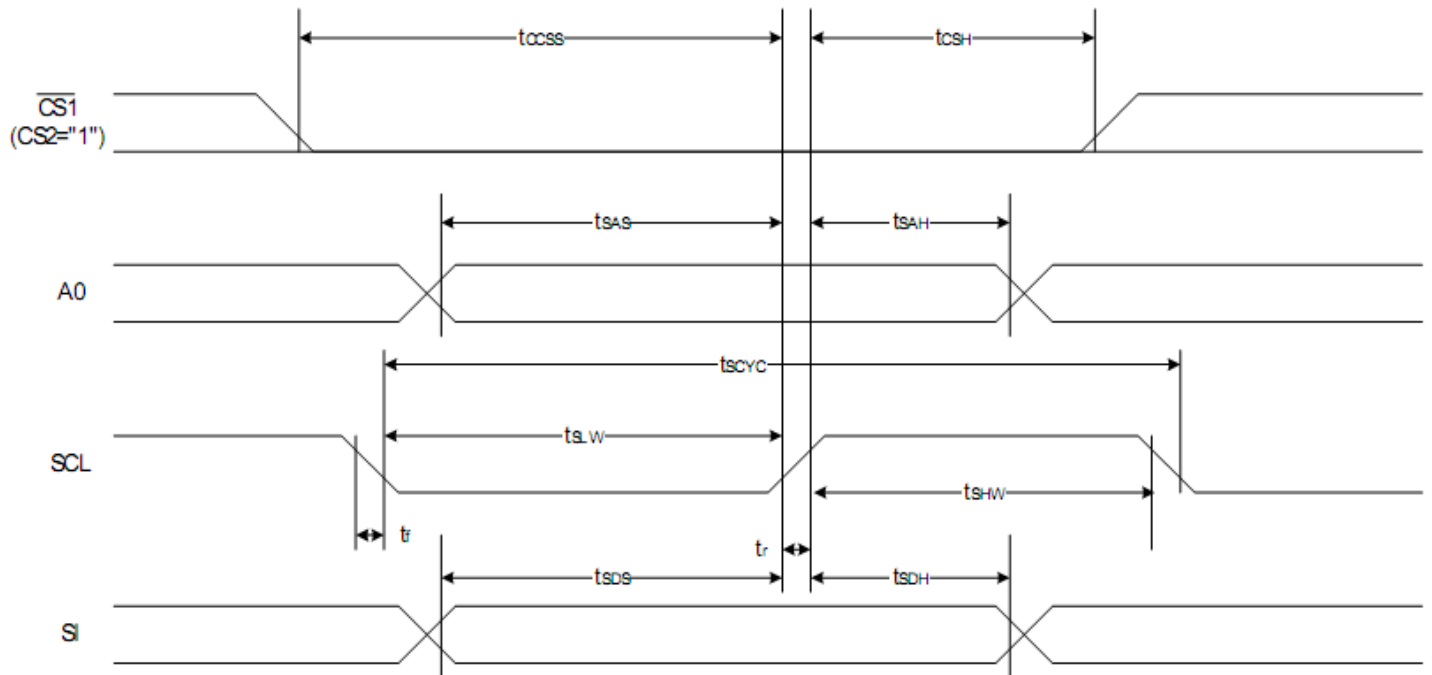 tCCSS
tCSH
CS1
(CS2="1")
tSAS
tSAH
A0
tSCYC
tSLW
SCL
tSHW
tf
tr
tSDS
tSDH
SI